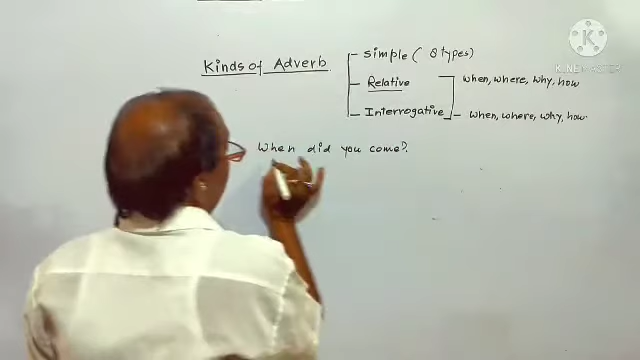 Kinds of Adverb
- Simple (8 types)
- Relative
when, where, why, how
- Interrogative
- when, where, why, how.
When did you come?
K
KINEMASTER